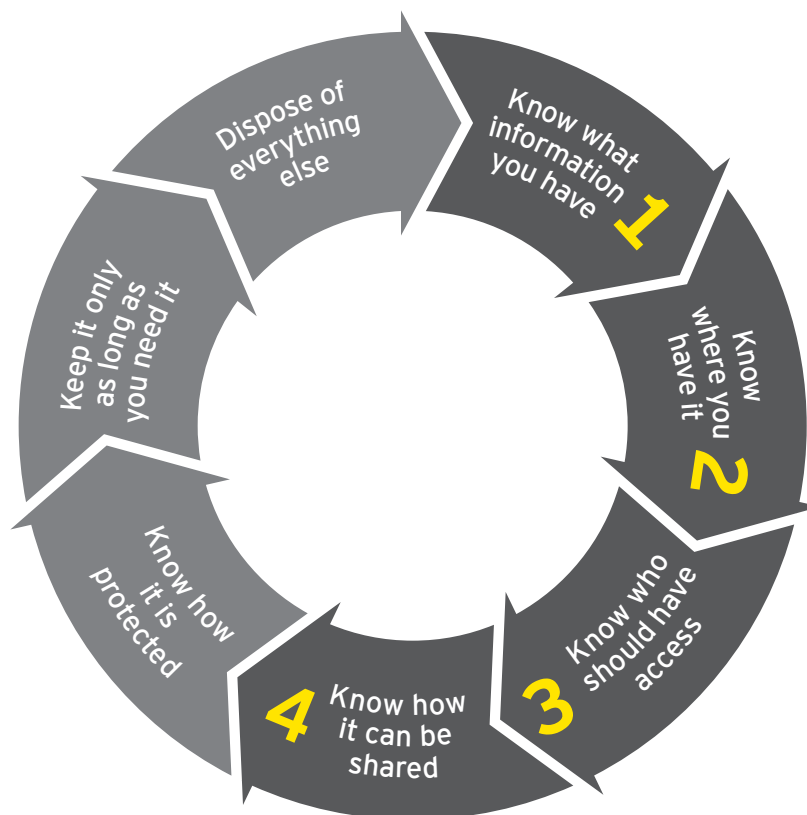 Know what
information
you have
1
Know
where you
have it
2
Know who
should have
access
3
Know how
it can be
shared
4
Know how
it is
protected
Keep it only
as long as
you need it
Dispose of
everything
else